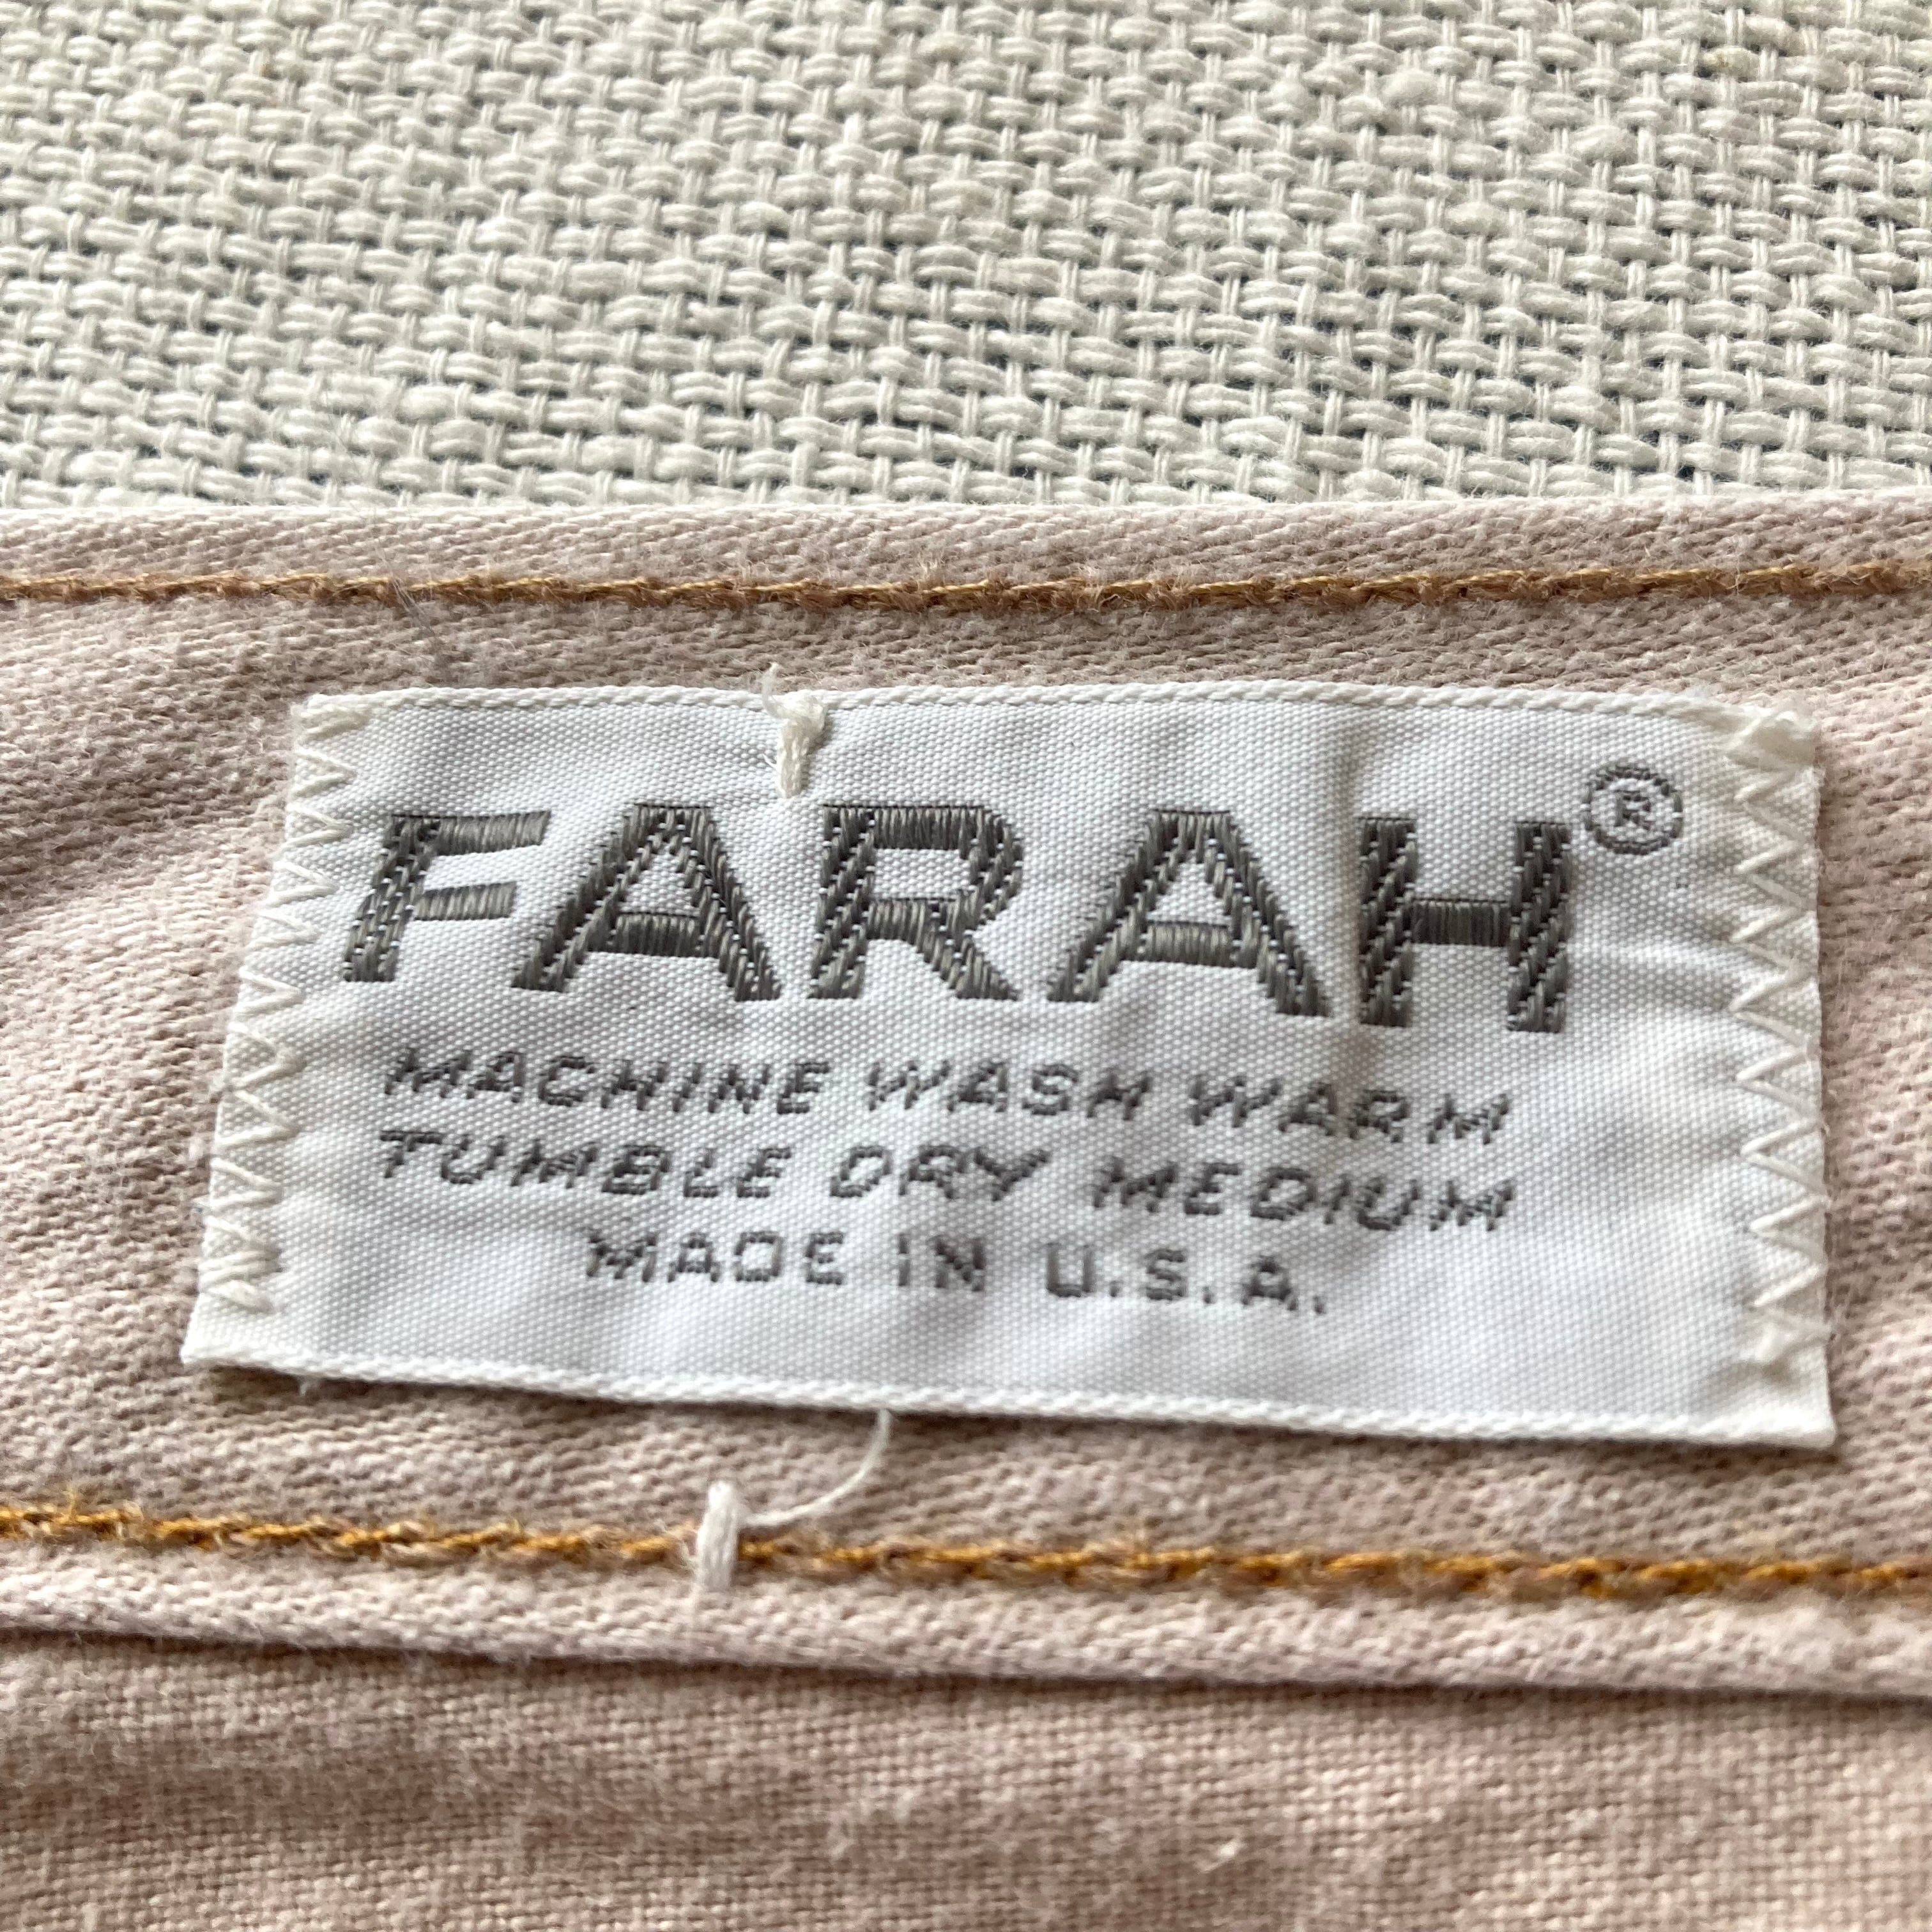 FARAH®
MACHINE WASH WARM
TUMBLE DRY MEDIUM
MADE IN U.S.A.